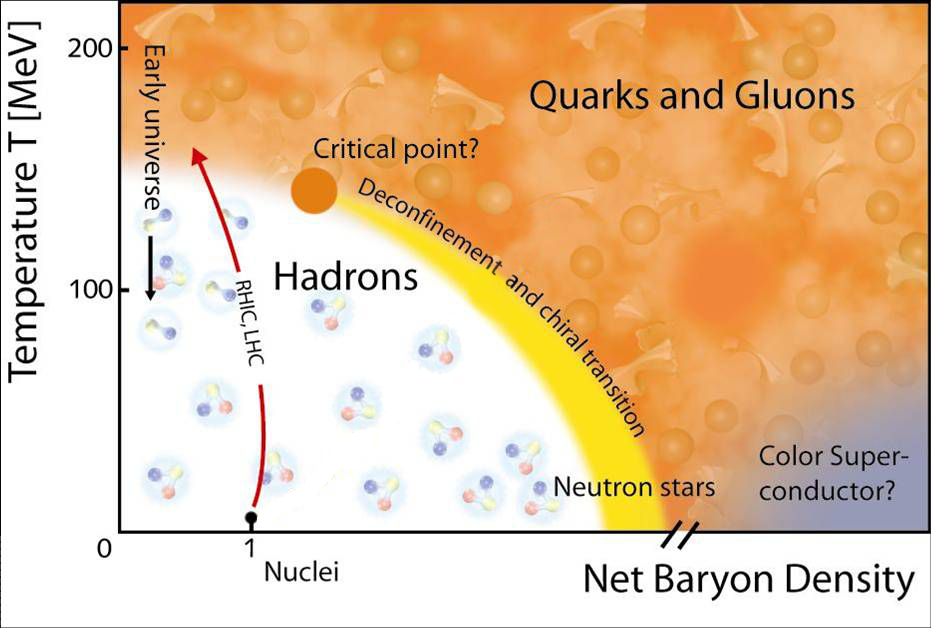 Temperature T [MeV]
200
100
0
Early universe
Quarks and Gluons
Critical point?
Deconfinement and chiral transition
Hadrons
RHIC, LHC
Neutron stars
Color Super-
conductor?
1
Nuclei
Net Baryon Density